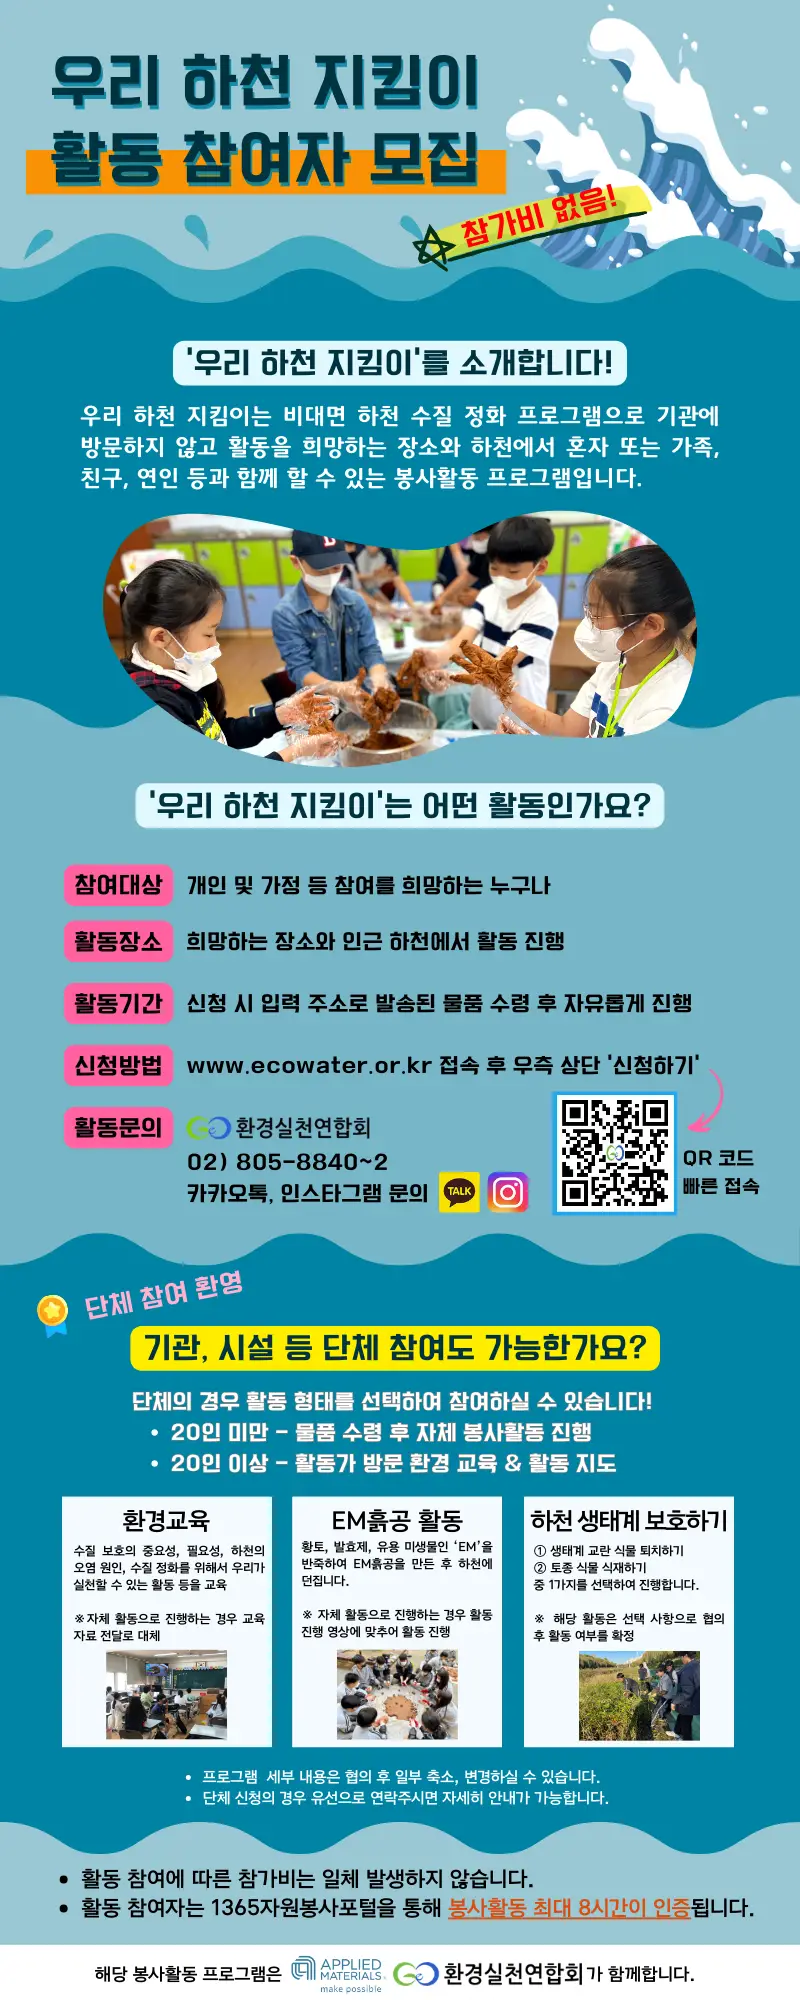 우리 하천 지킴이
활동 참여자 모집
참가비 없음!
'우리 하천 지킴이'를 소개합니다!
우리 하천 지킴이는 비대면 하천 수질 정화 프로그램으로 기관에
방문하지 않고 활동을 희망하는 장소와 하천에서 혼자 또는 가족,
친구, 연인 등과 함께 할 수 있는 봉사활동 프로그램입니다.
'우리 하천 지킴이'는 어떤 활동인가요?
참여대상 개인 및 가정 등 참여를 희망하는 누구나
활동장소 희망하는 장소와 인근 하천에서 활동 진행
활동기간 신청 시 입력 주소로 발송된 물품 수령 후 자유롭게 진행
신청방법 www.ecowater.or.kr 접속 후 우측 상단 '신청하기'
활동문의 환경실천연합회
02) 805-8840~2
카카오톡, 인스타그램 문의 TALK
QR 코드
빠른 접속
단체 참여 환영
기관, 시설 등 단체 참여도 가능한가요?
단체의 경우 활동 형태를 선택하여 참여하실 수 있습니다!
• 20인 미만 - 물품 수령 후 자체 봉사활동 진행
• 20인 이상 - 활동가 방문 환경 교육 & 활동 지도
환경교육
수질 보호의 중요성, 필요성, 하천의
오염 원인, 수질 정화를 위해서 우리가
실천할 수 있는 활동 등을 교육
※자체 활동으로 진행하는 경우 교육
자료 전달로 대체
EM흙공 활동
황토, 발효제, 유용 미생물인 ‘EM’을
반죽하여 EM흙공을 만든 후 하천에
던집니다.
※ 자체 활동으로 진행하는 경우 활동
진행 영상에 맞추어 활동 진행
하천 생태계 보호하기
① 생태계 교란 식물 퇴치하기
② 토종 식물 식재하기
중 1가지를 선택하여 진행합니다.
※ 해당 활동은 선택 사항으로 협의
후 활동 여부를 확정
• 프로그램 세부 내용은 협의 후 일부 축소, 변경하실 수 있습니다.
• 단체 신청의 경우 유선으로 연락주시면 자세히 안내가 가능합니다.
• 활동 참여에 따른 참가비는 일체 발생하지 않습니다.
• 활동 참여자는 1365자원봉사포털을 통해 봉사활동 최대 8시간이 인증됩니다.
해당 봉사활동 프로그램은 APPLIED MATERIALS make possible 환경실천연합회가 함께합니다.